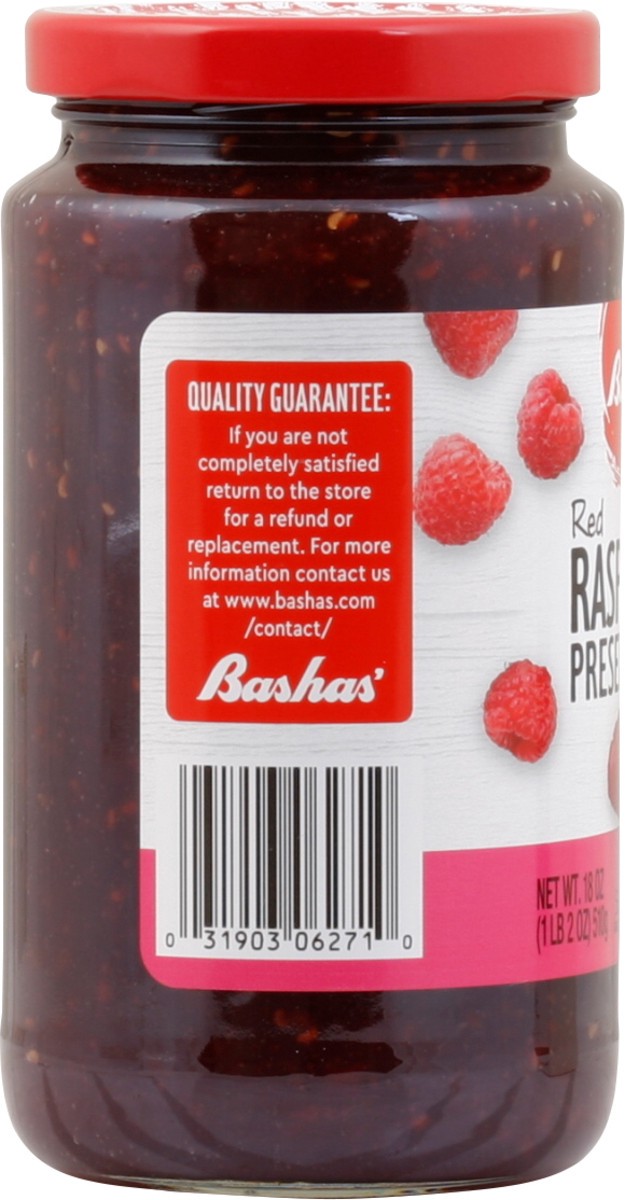 QUALITY GUARANTEE:
If you are not
completely satisfied
return to the store
for a refund or
replacement. For more
information contact us
at www.bashas.com
/contact/
Bashas'
0 31903 06271 0
Red
NET WT. 18 OZ
(1 LB 2 OZ) 510g